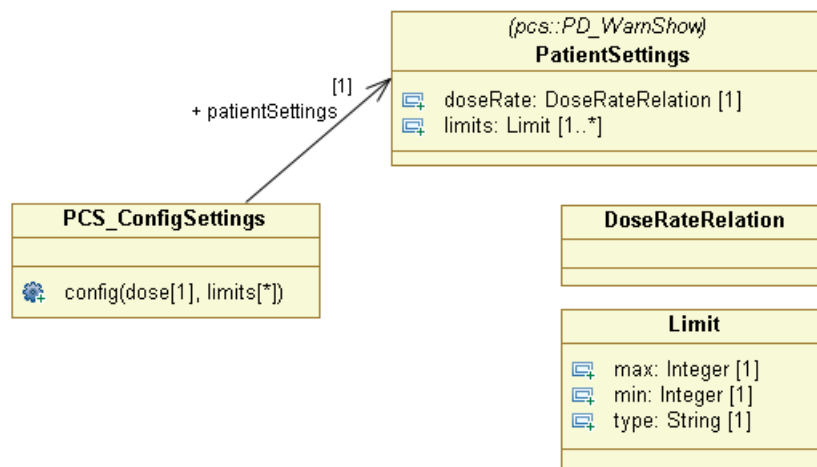 (pcs::PD_WarnShow)
PatientSettings
doseRate: DoseRateRelation [1]
limits: Limit [1..*]
[1]
+ patientSettings
PCS_ConfigSettings
config(dose[1], limits[*])
DoseRateRelation
Limit
max: Integer [1]
min: Integer [1]
type: String [1]